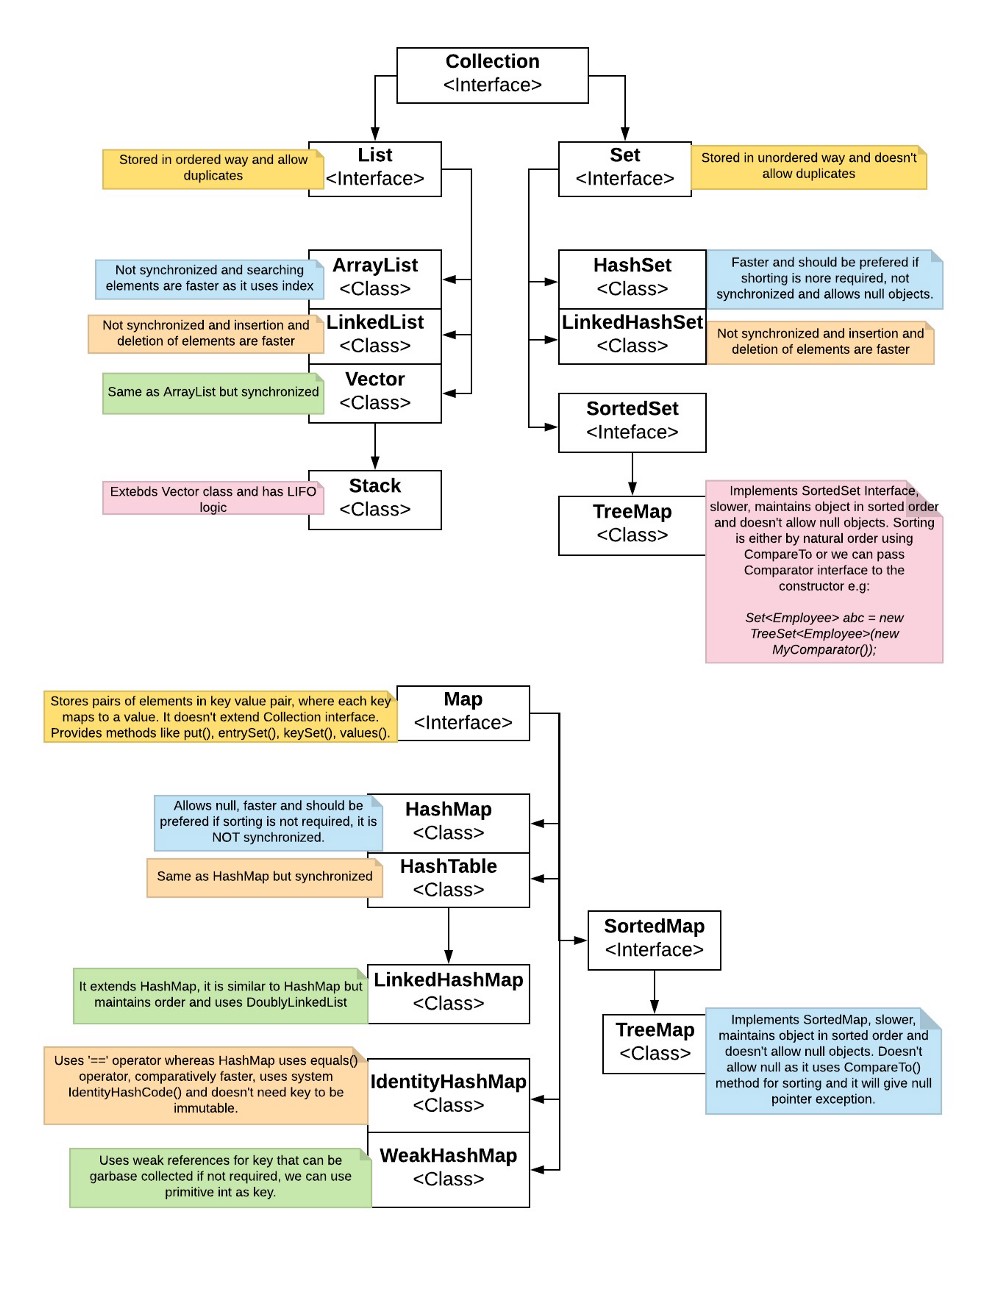 Collection
<Interface>
List
<Interface>
Stored in ordered way and allow
duplicates
Set
<Interface>
Stored in unordered way and doesn't
allow duplicates
ArrayList
<Class>
Not synchronized and searching
elements are faster as it uses index
LinkedList
<Class>
Not synchronized and insertion and
deletion of elements are faster
Vector
<Class>
Same as ArrayList but synchronized
Stack
<Class>
Extebds Vector class and has LIFO
logic
HashSet
<Class>
Faster and should be prefered if
shorting is nore required, not
synchronized and allows null objects.
LinkedHashSet
<Class>
Not synchronized and insertion and
deletion of elements are faster
SortedSet
<Inteface>
TreeMap
<Class>
Implements SortedSet Interface,
slower, maintains object in sorted order
and doesn't allow null objects. Sorting
is either by natural order using
CompareTo or we can pass
Comparator interface to the
constructor e.g:
Set<Employee> abc = new
TreeSet<Employee>(new
MyComparator());
Map
<Interface>
Stores pairs of elements in key value pair, where each key
maps to a value. It doesn't extend Collection interface.
Provides methods like put(), entrySet(), keySet(), values().
HashMap
<Class>
Allows null, faster and should be
prefered if sorting is not required, it is
NOT synchronized.
HashTable
<Class>
Same as HashMap but synchronized
LinkedHashMap
<Class>
It extends HashMap, it is similar to HashMap but
maintains order and uses DoublyLinkedList
SortedMap
<Interface>
TreeMap
<Class>
Implements SortedMap, slower,
maintains object in sorted order and
doesn't allow null objects. Doesn't
allow null as it uses CompareTo()
method for sorting and it will give null
pointer exception.
IdentityHashMap
<Class>
Uses '==' operator whereas HashMap uses equals()
operator, comparatively faster, uses system
IdentityHashCode() and doesn't need key to be
immutable.
WeakHashMap
<Class>
Uses weak references for key that can be
garbase collected if not required, we can use
primitive int as key.